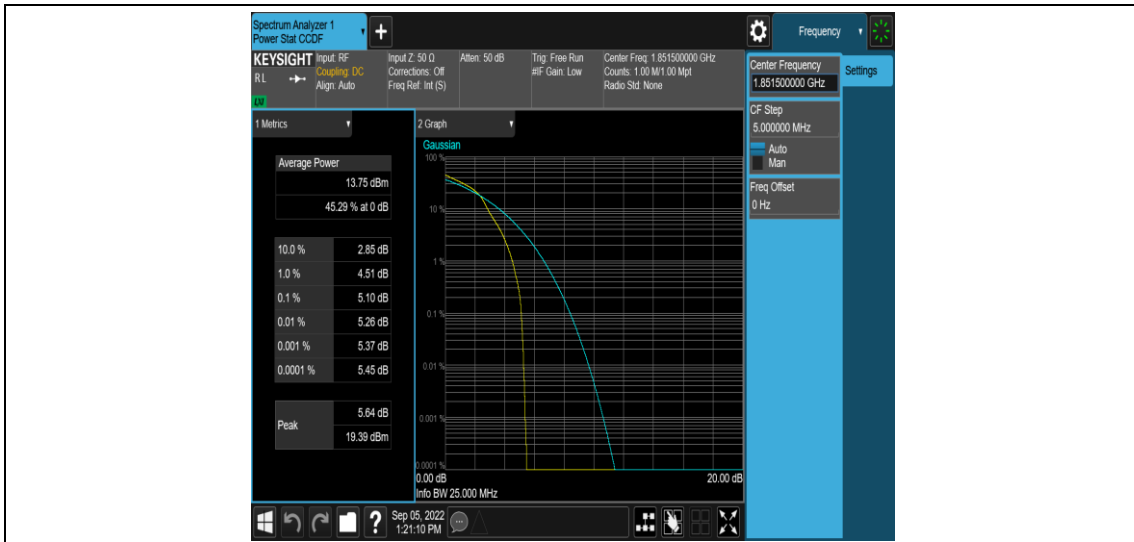 Spectrum Analyzer 1
Power Stat CCDF
+
Frequency
KEYSIGHT
RL
LXI
Input: RF
Coupling: DC
Align: Auto
Input Z: 50 Ω
Corrections: Off
Freq Ref: Int (S)
Atten: 50 dB
Trig: Free Run
#IF Gain: Low
Center Freq: 1.851500000 GHz
Counts: 1.00 M/1.00 Mpt
Radio Std: None
Center Frequency
1.851500000 GHz
Settings
CF Step
5.000000 MHz
Auto
Man
Freq Offset
0 Hz
1 Metrics
Average Power
13.75 dBm
45.29 % at 0 dB
10.0 % 2.85 dB
1.0 % 4.51 dB
0.1 % 5.10 dB
0.01 % 5.26 dB
0.001 % 5.37 dB
0.0001 % 5.45 dB
Peak
5.64 dB
19.39 dBm
2 Graph
Gaussian
100 %
10 %
1 %
0.1 %
0.01 %
0.001 %
0.0001 %
0.00 dB 20.00 dB
Info BW 25.000 MHz
?
Sep 05, 2022
1:21:10 PM